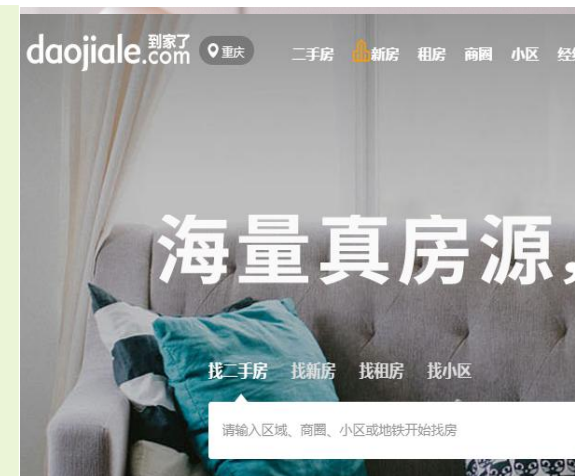 daojiale.com 到家了 重庆 二手房 新房 租房 商圈 小区
海量真房源，
找二手房 找新房 找租房 找小区
请输入区域、商圈、小区或地铁开始找房